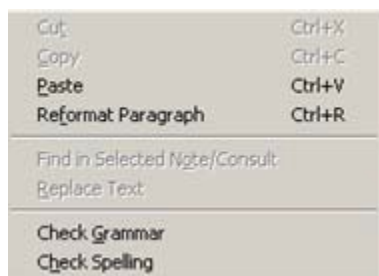 Cut Ctrl+X
Copy Ctrl+C
Paste Ctrl+V
Reformat Paragraph Ctrl+R
Find in Selected Note/Consult
Replace Text
Check Grammar
Check Spelling